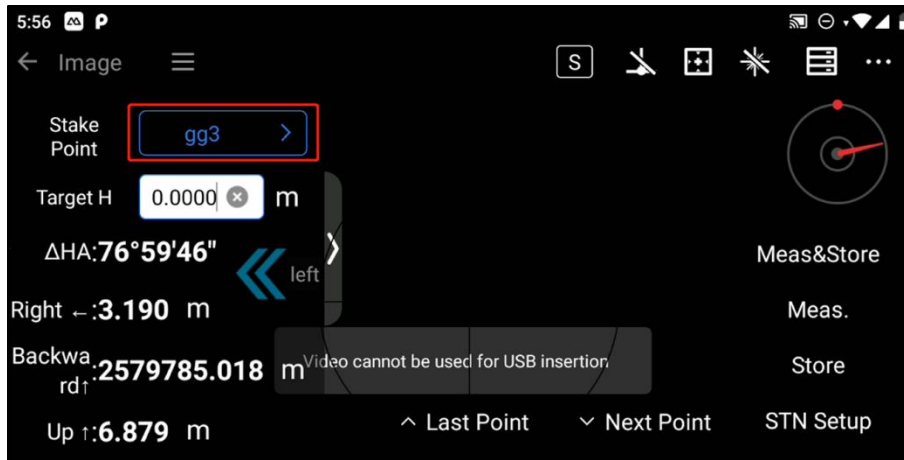 5:56
Image
S
Stake
Point
gg3
Target H
0.0000
m
ΔHA:76°59'46"
left
Meas&Store
Right ←:3.190 m
Meas.
Backwa
rd↑:2579785.018 m
Video cannot be used for USB insertion
Store
Up ↑:6.879 m
Last Point
Next Point
STN Setup